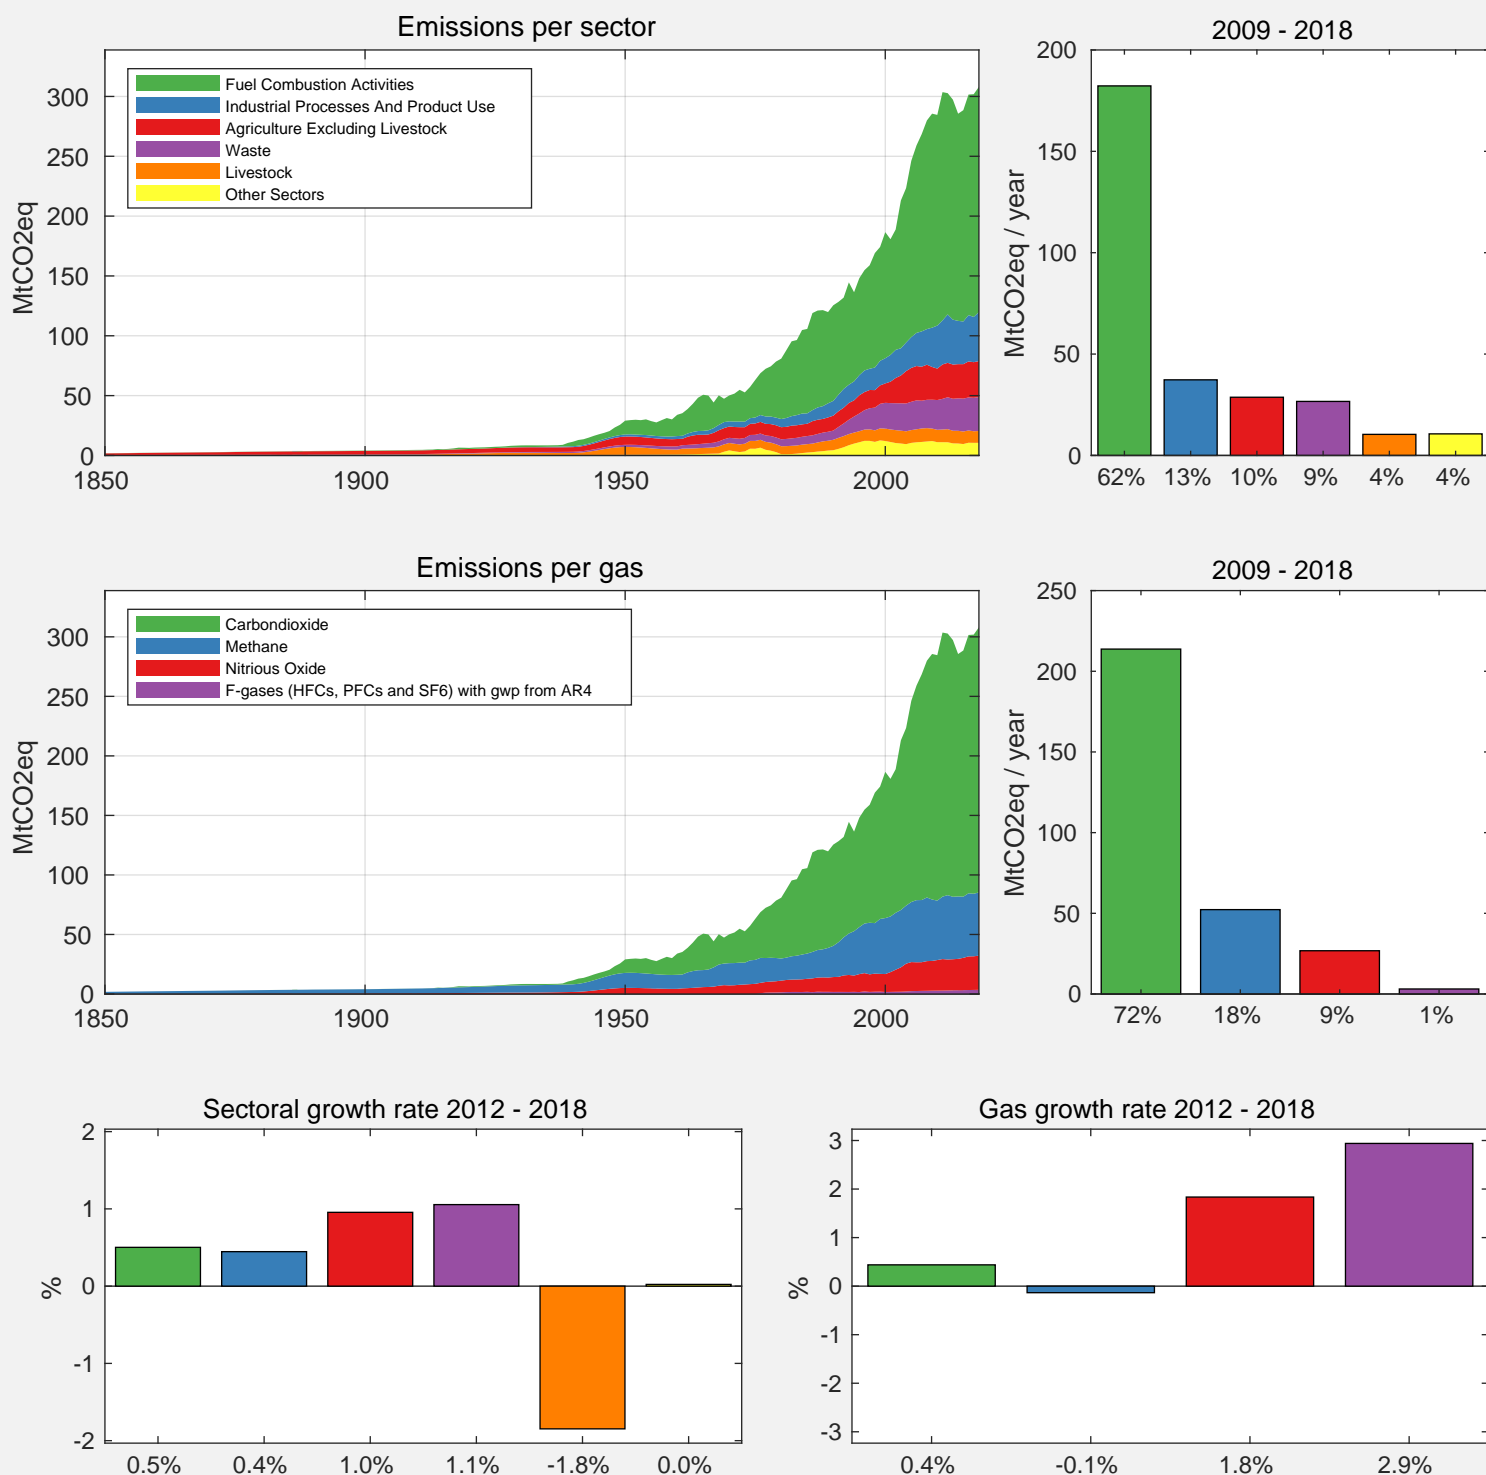 Emissions per sector
2009 - 2018
MtCO2eq
300
250
200
150
100
50
0
1850
1900
1950
2000
Fuel Combustion Activities
Industrial Processes And Product Use
Agriculture Excluding Livestock
Waste
Livestock
Other Sectors
MtCO2eq / year
200
150
100
50
0
62% 13% 10% 9% 4% 4%
Emissions per gas
2009 - 2018
MtCO2eq
300
250
200
150
100
50
0
1850
1900
1950
2000
Carbondioxide
Methane
Nitrious Oxide
F-gases (HFCs, PFCs and SF6) with gwp from AR4
MtCO2eq / year
250
200
150
100
50
0
72% 18% 9% 1%
Sectoral growth rate 2012 - 2018
%
2
1
0
-1
-2
0.5% 0.4% 1.0% 1.1% -1.8% 0.0%
Gas growth rate 2012 - 2018
%
3
2
1
0
-1
-2
-3
0.4% -0.1% 1.8% 2.9%